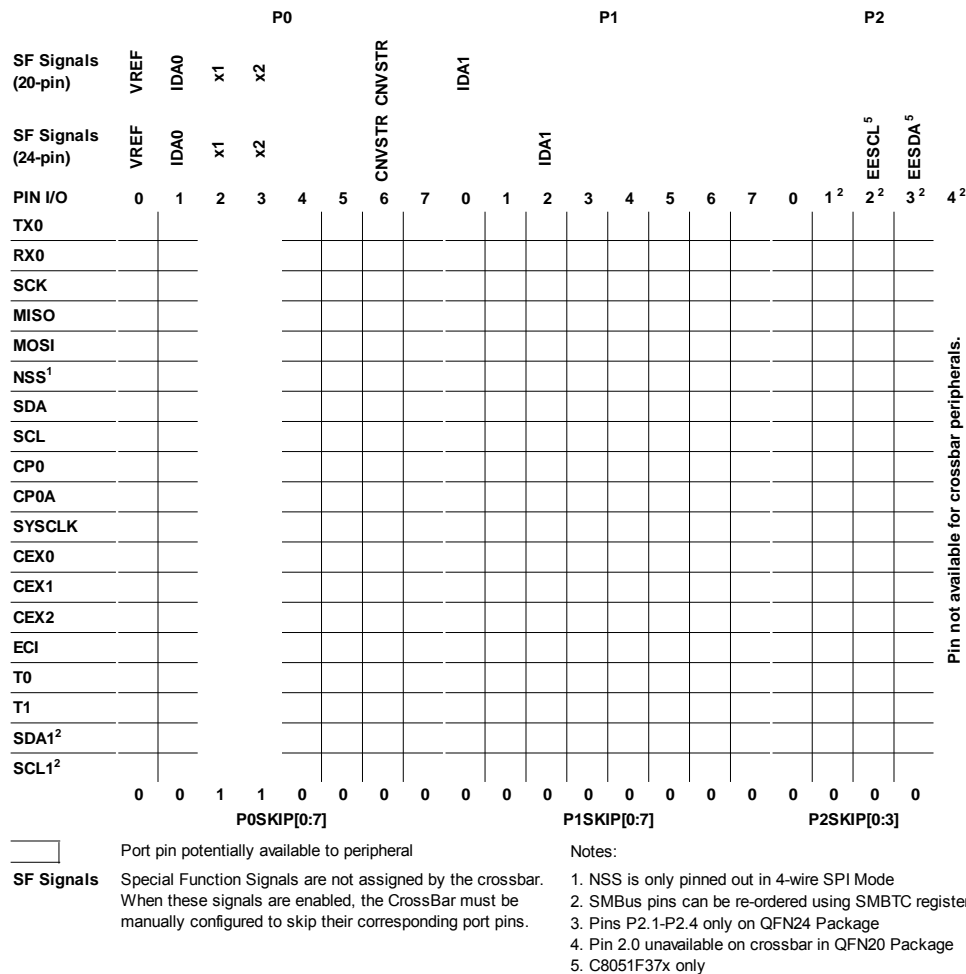 P0 P1 P2
SF Signals
(20-pin)
VREF IDA0 x1 x2 CNVSTR IDA1
SF Signals
(24-pin)
VREF IDA0 x1 x2 CNVSTR IDA1 EESCL5 EESDA5
PIN I/O 0 1 2 3 4 5 6 7 0 1 2 3 4 5 6 7 0 1 2 2 2 3 2 4 2
TX0
RX0
SCK
MISO
MOSI
NSS1
SDA
SCL
CP0
CP0A
SYSCLK
CEX0
CEX1
CEX2
ECI
T0
T1
SDA12
SCL12
Pin not available for crossbar peripherals.
0 0 1 1 0 0 0 0 0 0 0 0 0 0 0 0 0 0 0 0
P0SKIP[0:7] P1SKIP[0:7] P2SKIP[0:3]
Port pin potentially available to peripheral
SF Signals Special Function Signals are not assigned by the crossbar.
When these signals are enabled, the CrossBar must be
manually configured to skip their corresponding port pins.
Notes:
1. NSS is only pinned out in 4-wire SPI Mode
2. SMBus pins can be re-ordered using SMBTC register
3. Pins P2.1-P2.4 only on QFN24 Package
4. Pin 2.0 unavailable on crossbar in QFN20 Package
5. C8051F37x only